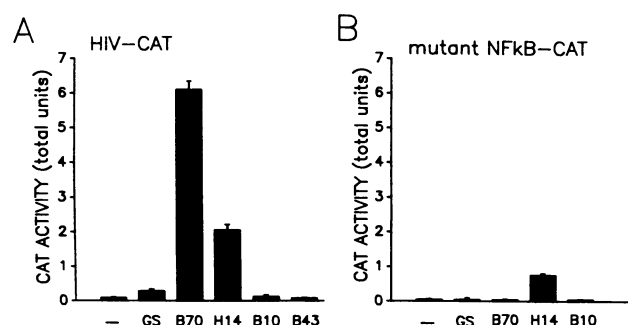 A
HIV–CAT
CAT ACTIVITY (total units)
7
6
5
4
3
2
1
0
– GS B70 H14 B10 B43
B
mutant NFkB–CAT
CAT ACTIVITY (total units)
7
6
5
4
3
2
1
0
– GS B70 H14 B10